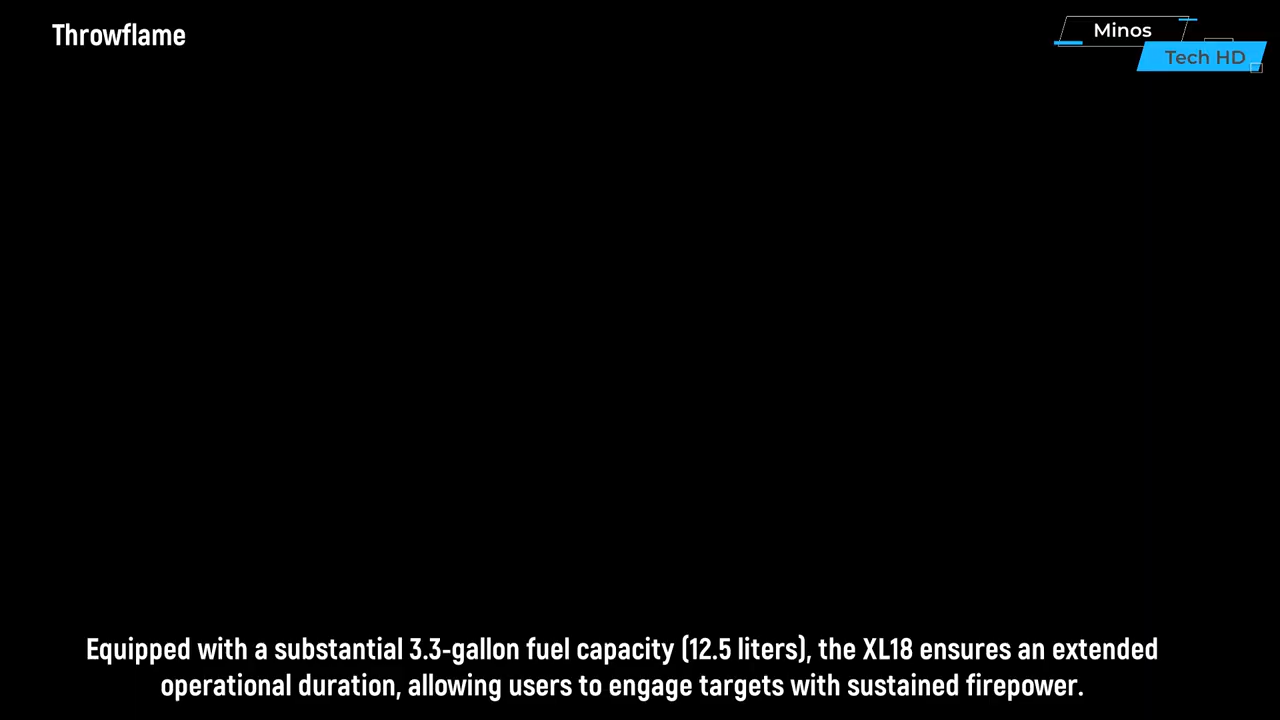 Throwflame
Minos
Tech HD
Equipped with a substantial 3.3-gallon fuel capacity (12.5 liters), the XL18 ensures an extended
operational duration, allowing users to engage targets with sustained firepower.